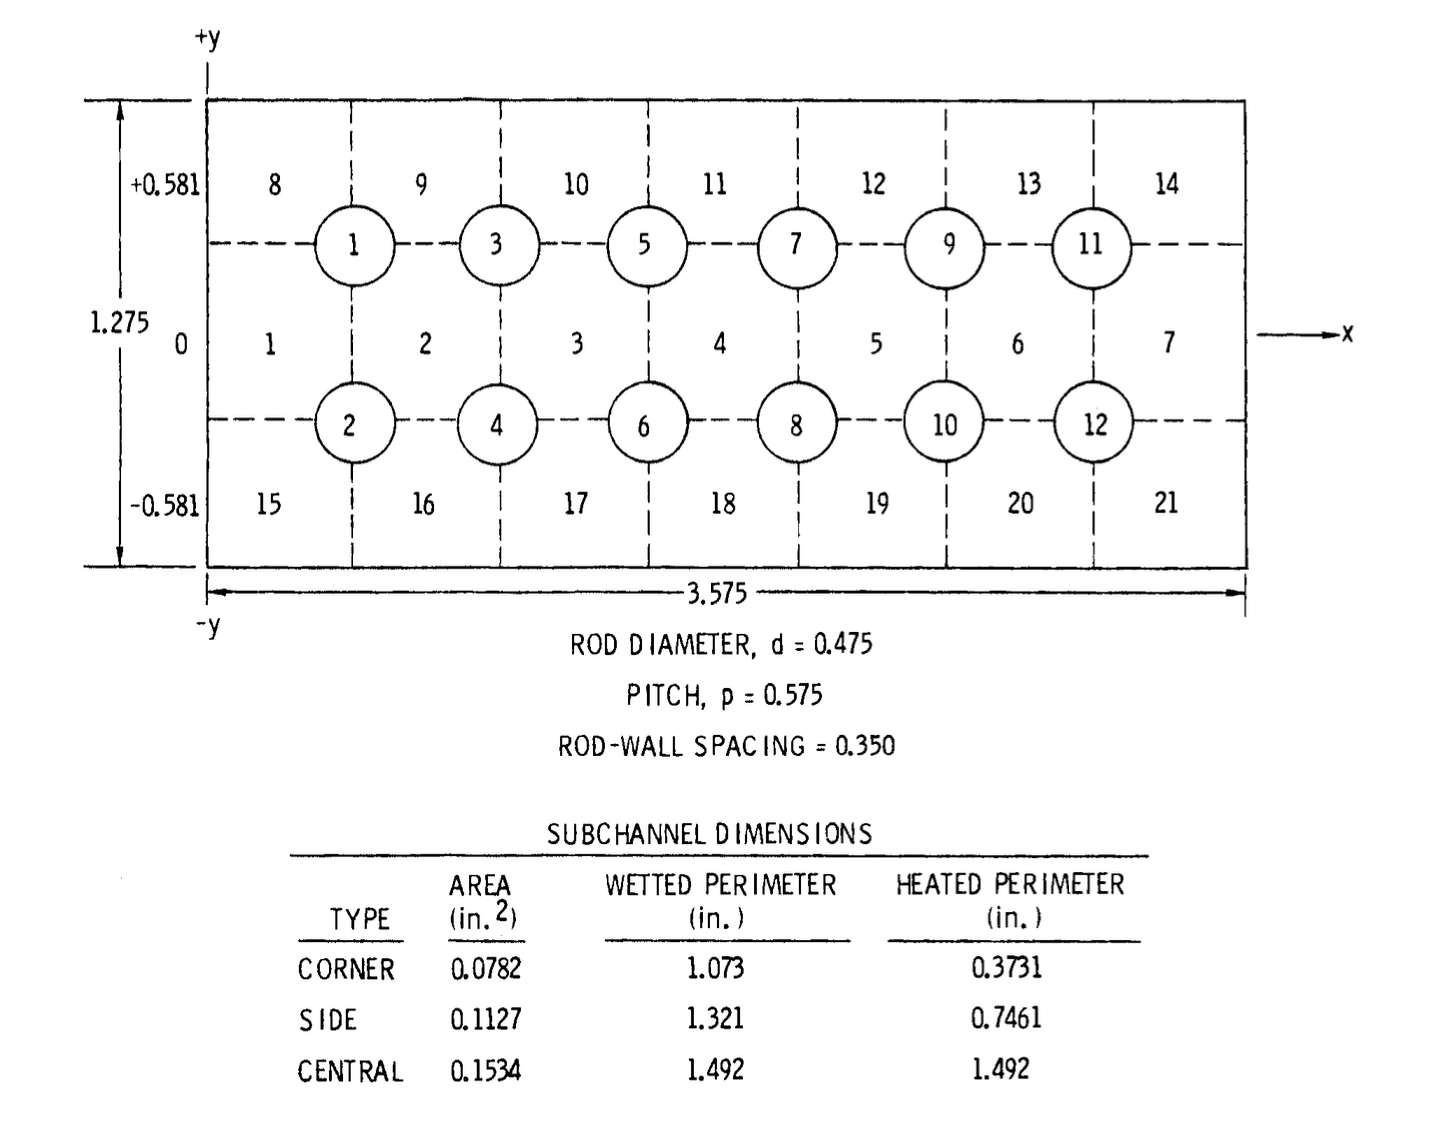 +y
+0.581 8 9 10 11 12 13 14
1 3 5 7 9 11
1.275 0 1 2 3 4 5 6 7 x
2 4 6 8 10 12
-0.581 15 16 17 18 19 20 21
3.575
-y
ROD DIAMETER, d = 0.475
PITCH, p = 0.575
ROD-WALL SPACING = 0.350
SUBCHANNEL DIMENSIONS
AREA WETTED PERIMETER HEATED PERIMETER
TYPE (in.2) (in.) (in.)
CORNER 0.0782 1.073 0.3731
SIDE 0.1127 1.321 0.7461
CENTRAL 0.1534 1.492 1.492